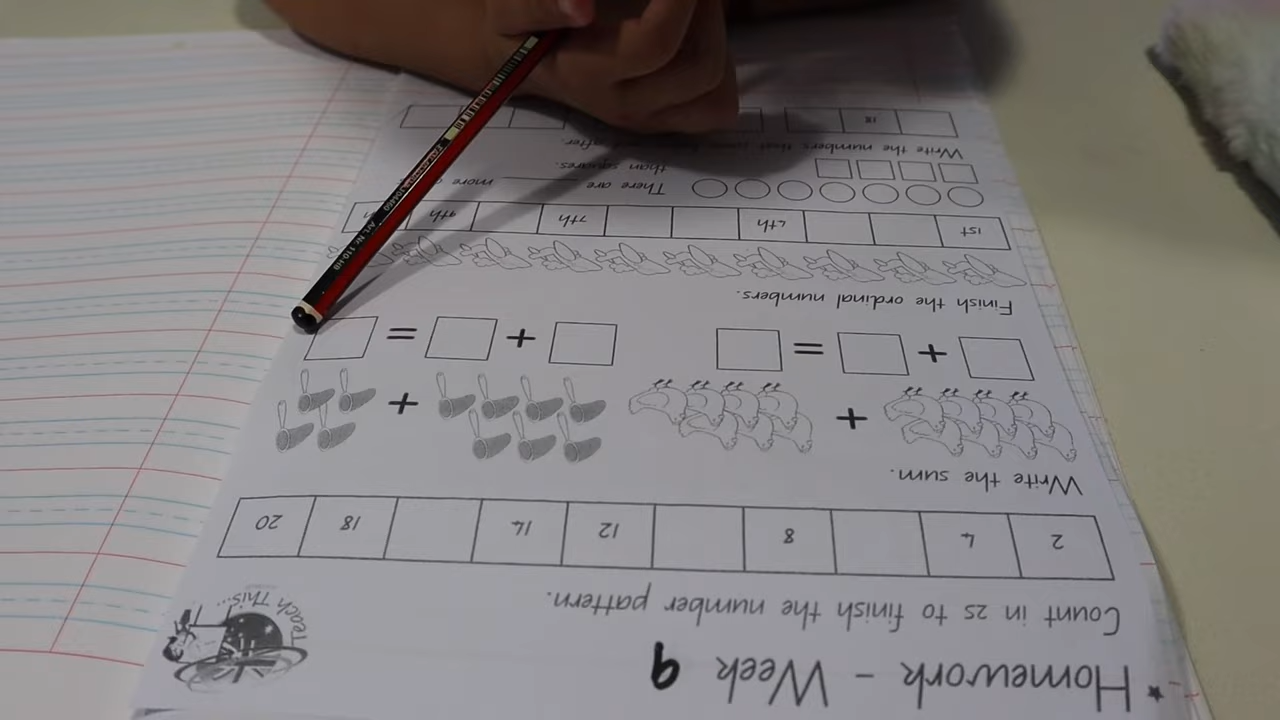 * Homework - Week 9
Teach This...
Count in 2s to finish the number pattern.
2 4 8 12 14 18 20
Write the sum.
+ +
+ = + =
Finish the ordinal numbers.
1st 4th 7th 9th
There are more
than squares.
Write the numbers that after.
18